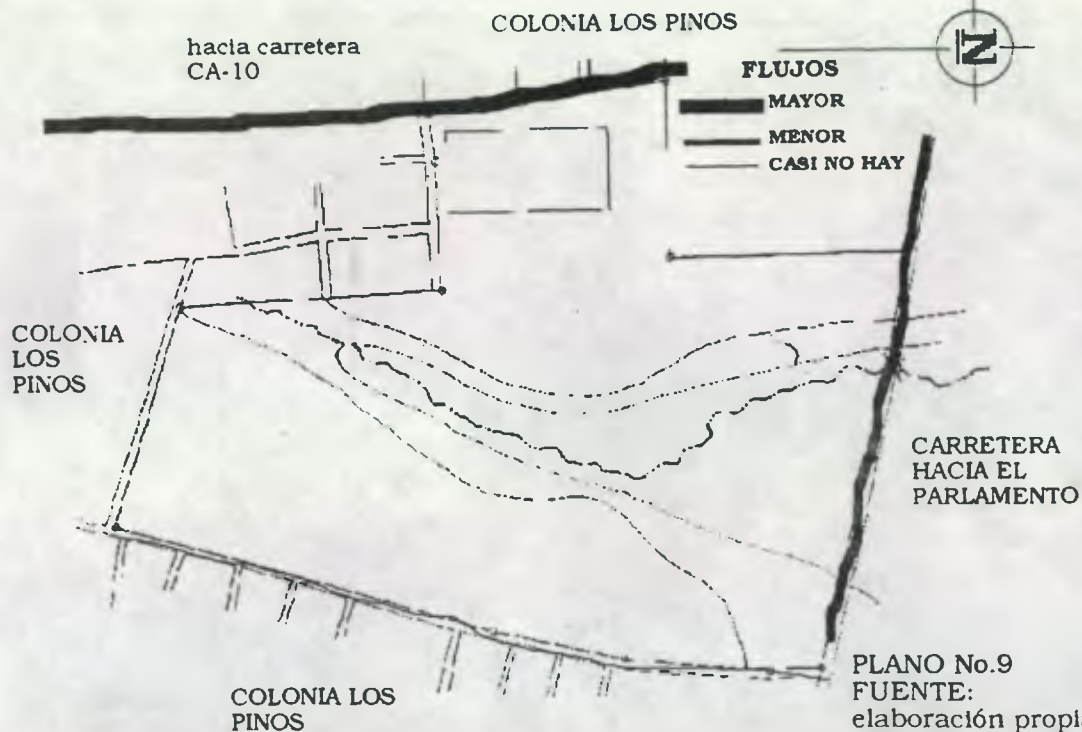 COLONIA LOS PINOS
hacia carretera
CA-10
N
FLUJOS
MAYOR
MENOR
CASI NO HAY
COLONIA
LOS
PINOS
CARRETERA
HACIA EL
PARLAMENTO
COLONIA LOS
PINOS
PLANO No.9
FUENTE:
elaboración propia